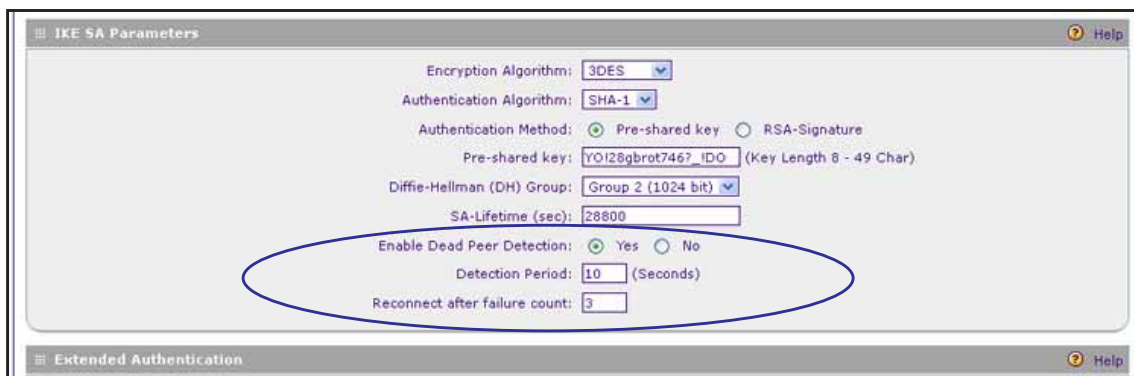 IKE SA Parameters
Help
Encryption Algorithm: 3DES
Authentication Algorithm: SHA-1
Authentication Method: Pre-shared key RSA-Signature
Pre-shared key: YO!28gbrot746?_!DO (Key Length 8 - 49 Char)
Diffie-Hellman (DH) Group: Group 2 (1024 bit)
SA-Lifetime (sec): 28800
Enable Dead Peer Detection: Yes No
Detection Period: 10 (Seconds)
Reconnect after failure count: 3
Extended Authentication
Help